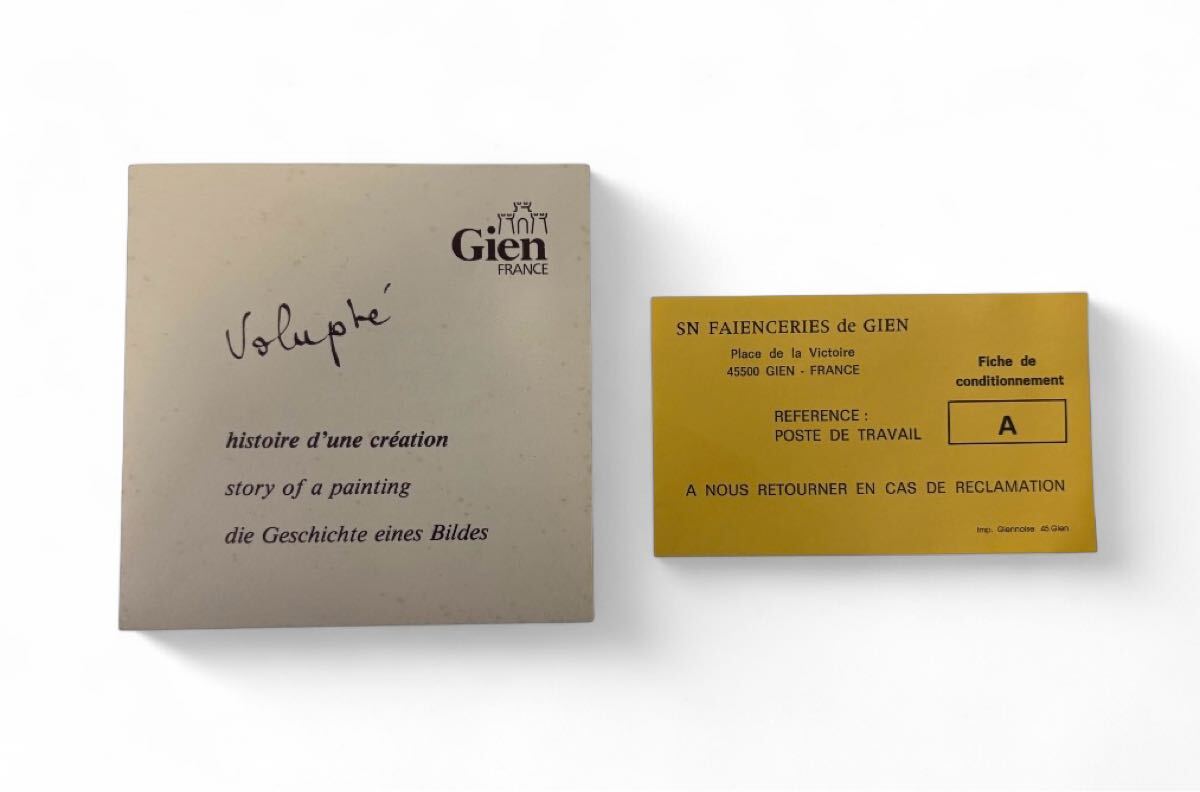 Gien
FRANCE
Volupté
histoire d'une création
story of a painting
die Geschichte eines Bildes
SN FAIENCERIES de GIEN
Place de la Victoire
45500 GIEN - FRANCE
Fiche de
conditionnement
REFERENCE :
POSTE DE TRAVAIL
A
A NOUS RETOURNER EN CAS DE RECLAMATION
Imp. Giennoise 45 Gien